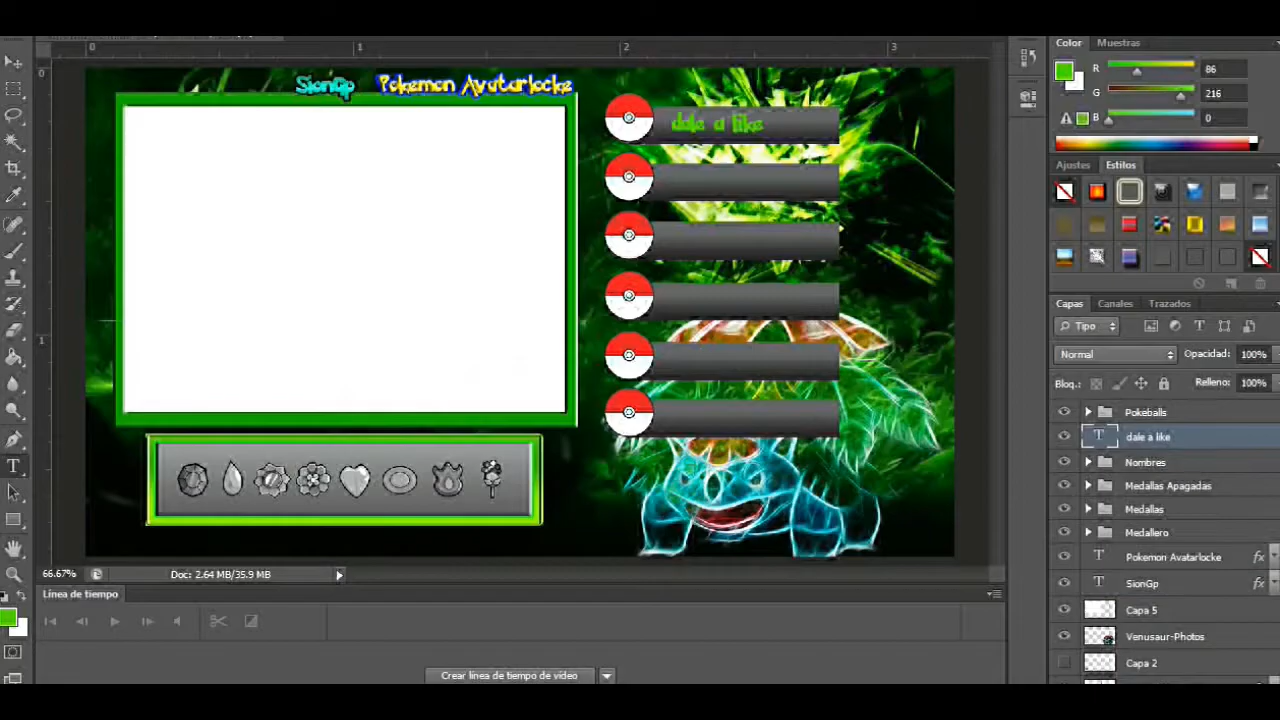 Color Muestras
0 1 2 3
R 86
G 216
B 0
SionGp Pokemon Avatarlocke
dale a like
Ajustes Estilos
Capas Canales Trazados
Tipo
Normal Opacidad: 100%
Bloq.: Relleno: 100%
Pokeballs
T dale a like
Nombres
Medallas Apagadas
Medallas
Medallero
T Pokemon Avatarlocke fx
T SionGp fx
Capa 5
Venusaur-Photos
Capa 2
66.67% Doc: 2.64 MB/35.9 MB
Línea de tiempo
Crear línea de tiempo de vídeo